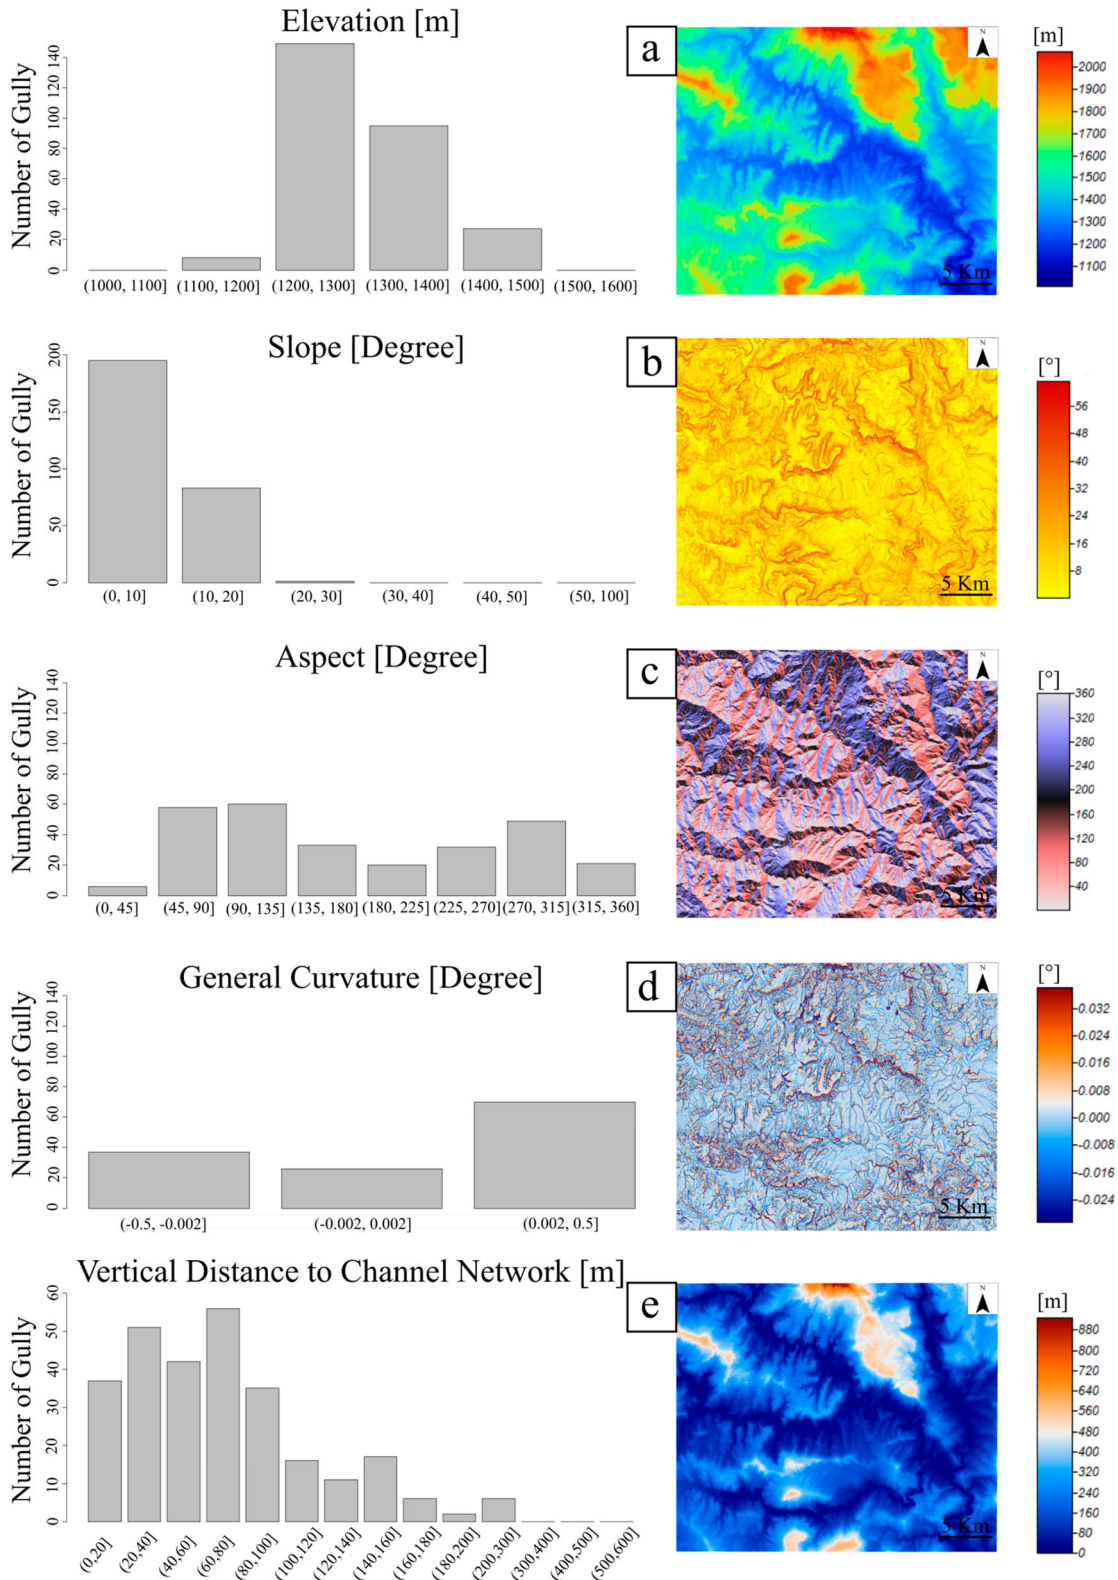 Elevation [m]
Number of Gully
0 20 40 60 80 100 120 140
(1000, 1100] (1100, 1200] (1200, 1300] (1300, 1400] (1400, 1500] (1500, 1600]
a
N
5 Km
[m]
2000
1900
1800
1700
1600
1500
1400
1300
1200
1100
Slope [Degree]
Number of Gully
0 50 100 150 200
(0, 10] (10, 20] (20, 30] (30, 40] (40, 50] (50, 100]
b
N
5 Km
[°]
56
48
40
32
24
16
8
Aspect [Degree]
Number of Gully
0 20 40 60 80 100 120 140
(0, 45] (45, 90] (90, 135] (135, 180] (180, 225] (225, 270] (270, 315] (315, 360]
c
N
5 Km
[°]
360
320
280
240
200
160
120
80
40
General Curvature [Degree]
Number of Gully
0 20 40 60 80 100 120 140
(-0.5, -0.002] (-0.002, 0.002] (0.002, 0.5]
d
N
5 Km
[°]
0.032
0.024
0.016
0.008
0.000
-0.008
-0.016
-0.024
Vertical Distance to Channel Network [m]
Number of Gully
0 10 20 30 40 50 60
(0,20] (20,40] (40,60] (60,80] (80,100] (100,120] (120,140] (140,160] (160,180] (180,200] (200,300] (300,400] (400,500] (500,600]
e
N
5 Km
[m]
880
800
720
640
560
480
400
320
240
160
80
0